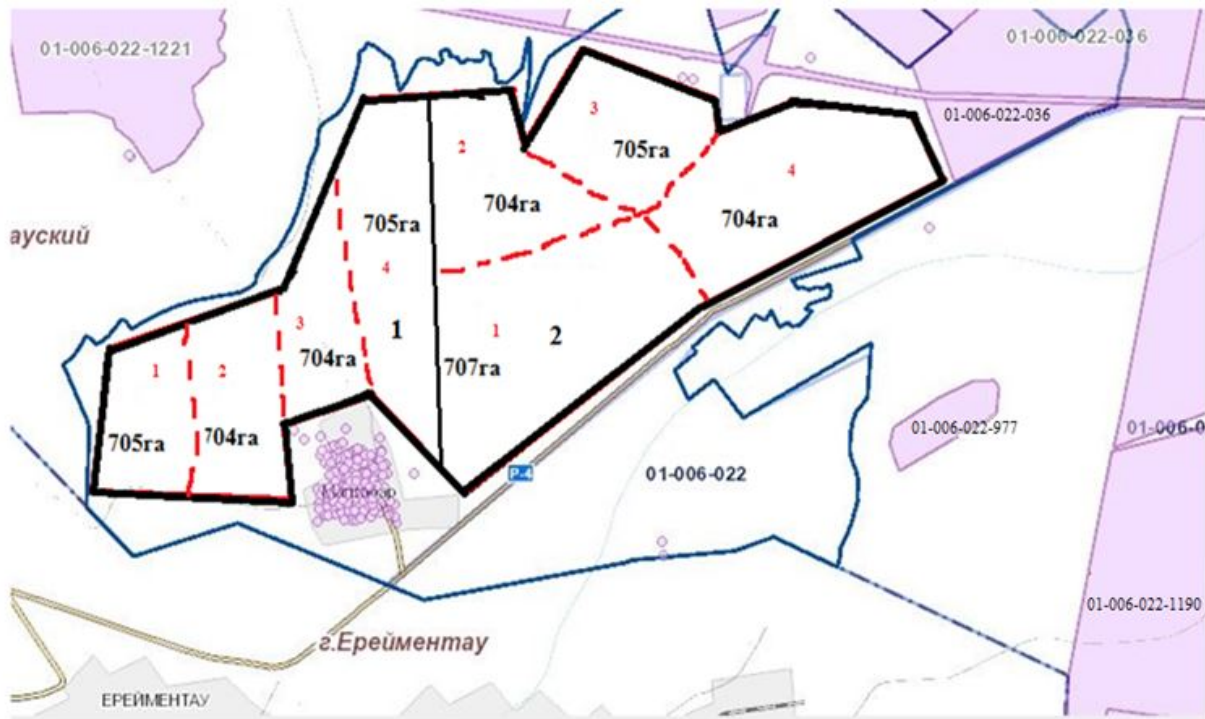 01-006-022-1221
01-006-022-036
3
01-006-022-036
2
705га
4
704га
705га
704га
ауский
4
3
1
2
1
704га
707га
1
2
705га
704га
01-006-022-977
01-006-0
Р-4
01-006-022
01-006-022-1190
г.Ерейментау
ЕРЕЙМЕНТАУ